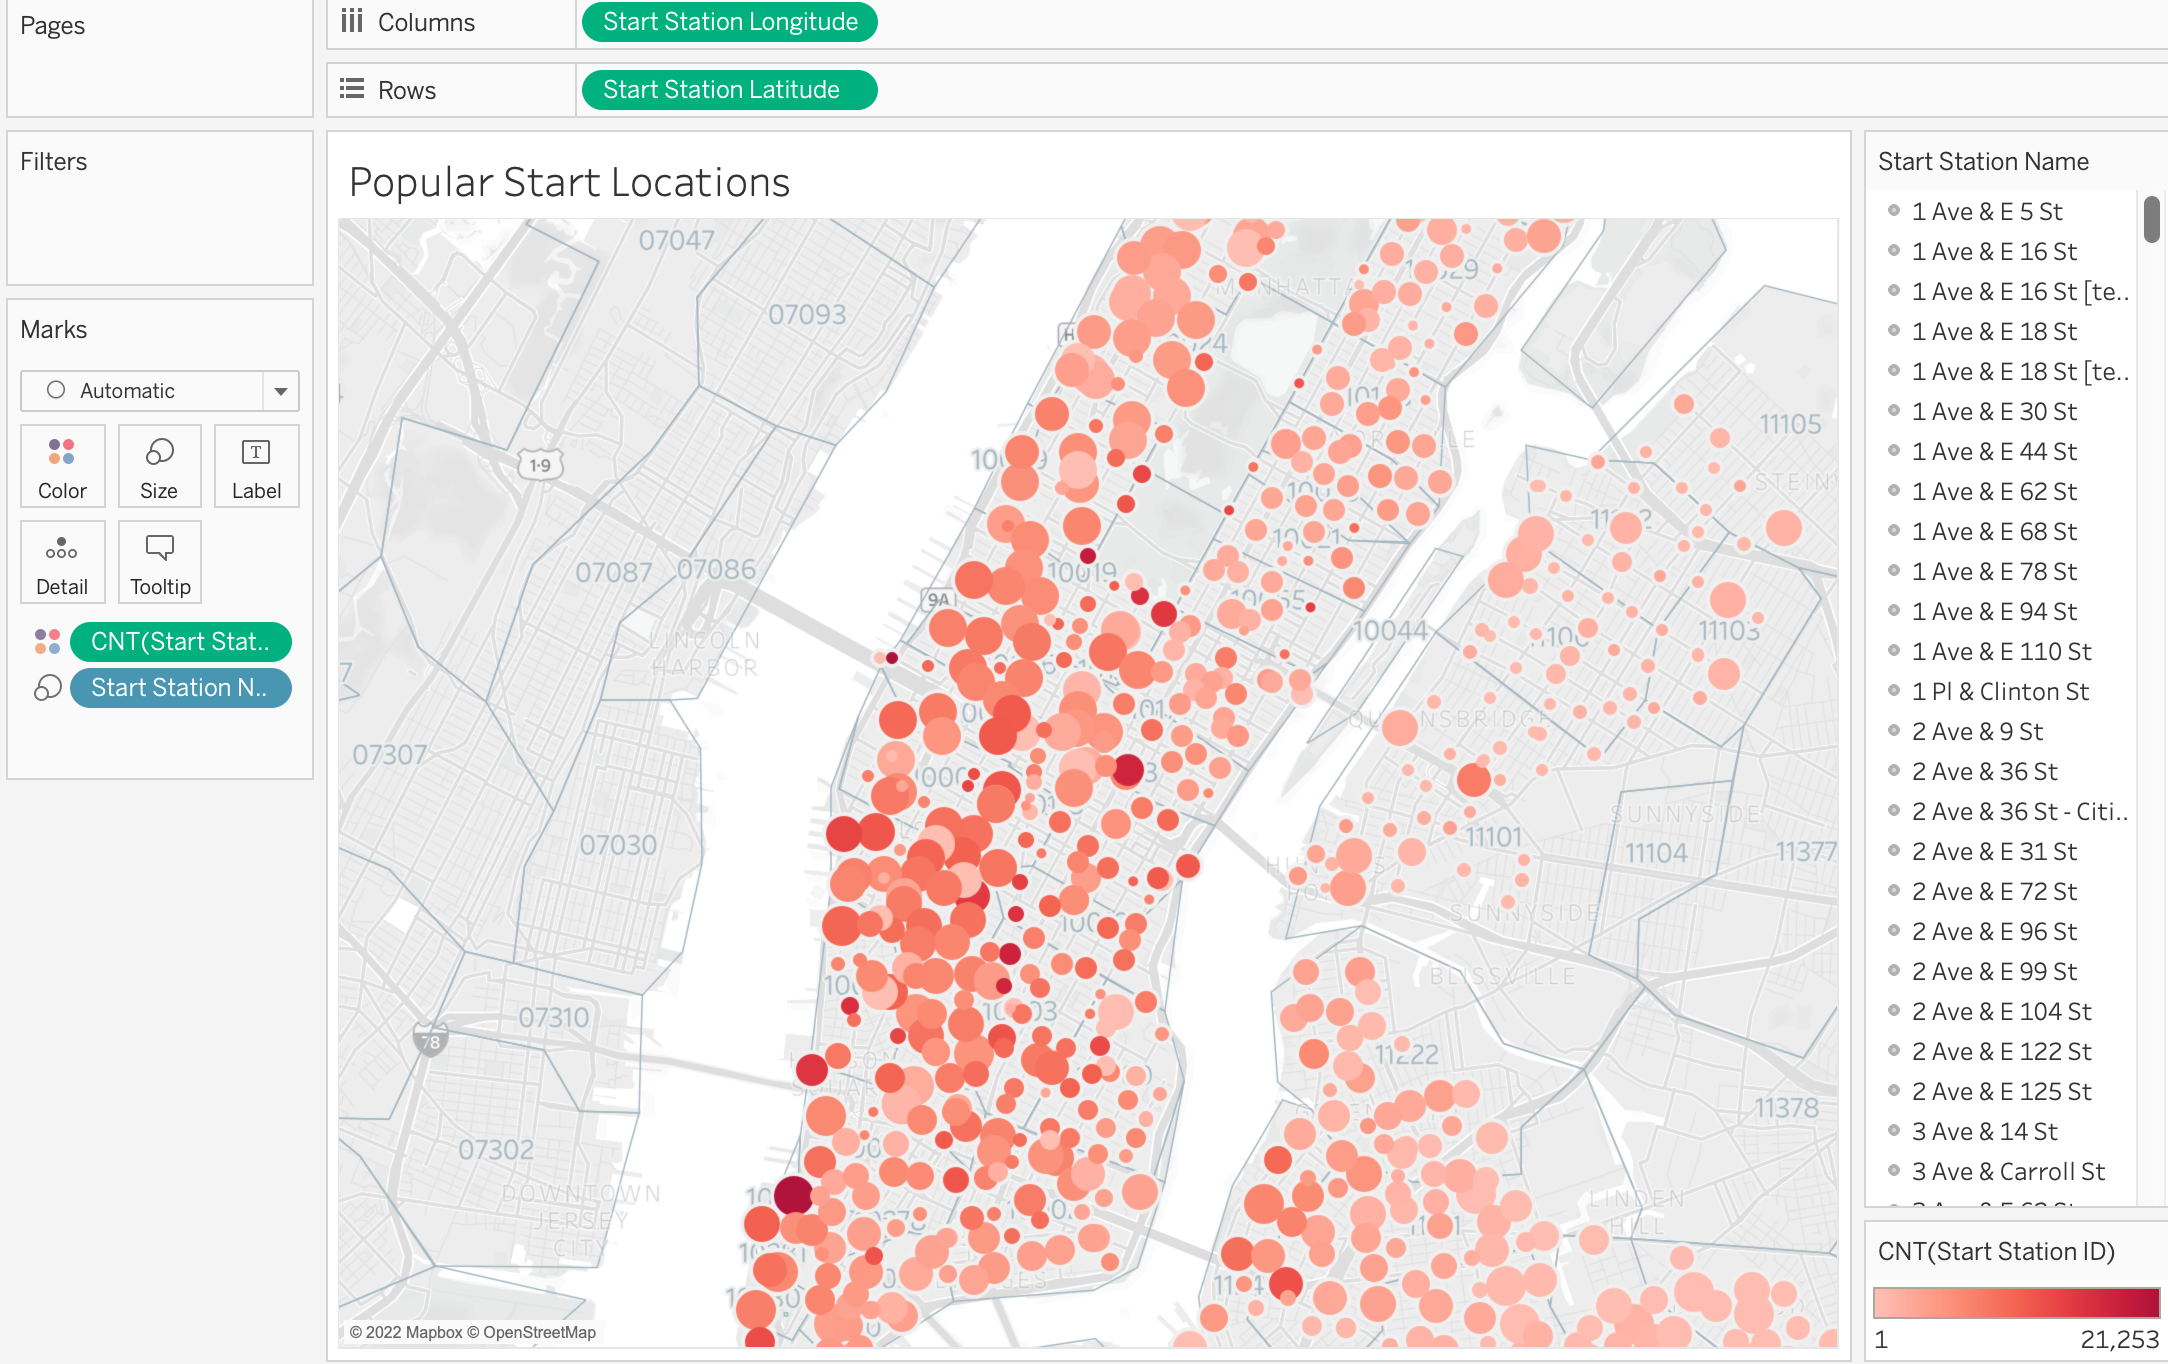 Pages
Columns
Start Station Longitude
Rows
Start Station Latitude
Filters
Marks
Automatic
Color
Size
Label
Detail
Tooltip
CNT(Start Stat..
Start Station N..
Popular Start Locations
07047
07093
1·9
07087
07086
LINCOLN
HARBOR
07307
07030
07310
78
07302
DOWNTOWN
JERSEY
CITY
9A
10019
10044
11105
11103
11101
SUNNYSIDE
11104
11377
SUNNYSIDE
BLISSVILLE
11222
11378
LINDEN
HILL
© 2022 Mapbox © OpenStreetMap
Start Station Name
1 Ave & E 5 St
1 Ave & E 16 St
1 Ave & E 16 St [te..
1 Ave & E 18 St
1 Ave & E 18 St [te..
1 Ave & E 30 St
1 Ave & E 44 St
1 Ave & E 62 St
1 Ave & E 68 St
1 Ave & E 78 St
1 Ave & E 94 St
1 Ave & E 110 St
1 Pl & Clinton St
2 Ave & 9 St
2 Ave & 36 St
2 Ave & 36 St - Citi..
2 Ave & E 31 St
2 Ave & E 72 St
2 Ave & E 96 St
2 Ave & E 99 St
2 Ave & E 104 St
2 Ave & E 122 St
2 Ave & E 125 St
3 Ave & 14 St
3 Ave & Carroll St
CNT(Start Station ID)
1
21,253